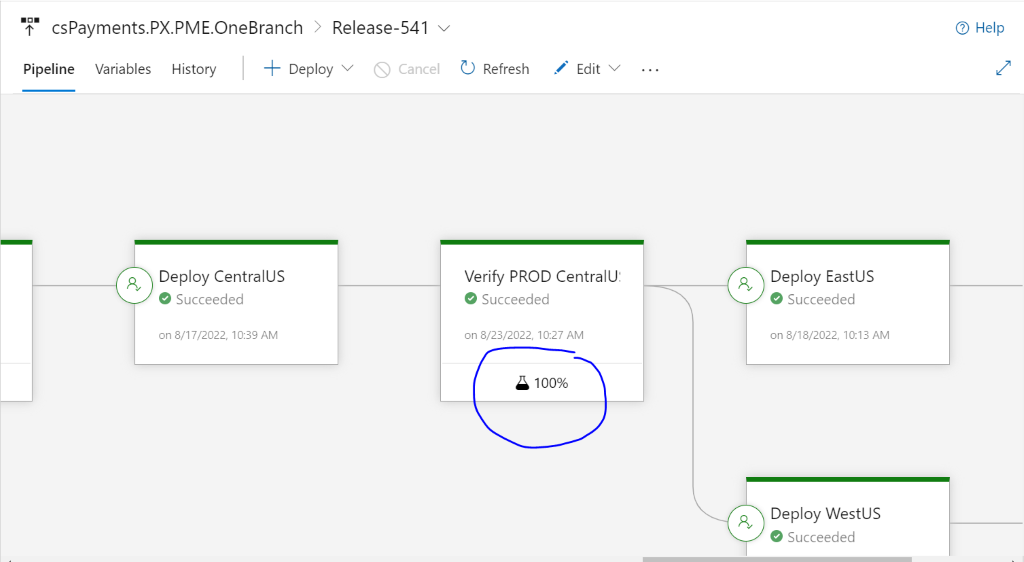 csPayments.PX.PME.OneBranch > Release-541
Help
Pipeline Variables History Deploy Cancel Refresh Edit ...
Deploy CentralUS
Succeeded
on 8/17/2022, 10:39 AM
Verify PROD CentralU
Succeeded
on 8/23/2022, 10:27 AM
100%
Deploy EastUS
Succeeded
on 8/18/2022, 10:13 AM
Deploy WestUS
Succeeded